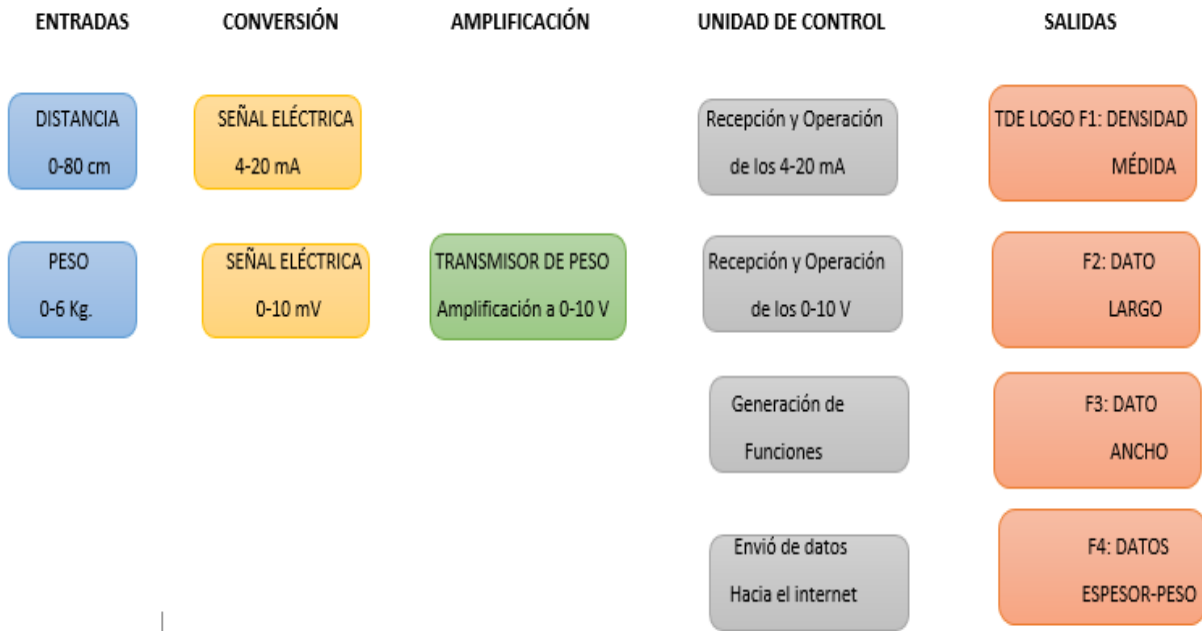 ENTRADAS
CONVERSIÓN
AMPLIFICACIÓN
UNIDAD DE CONTROL
SALIDAS
DISTANCIA
0-80 cm
SEÑAL ELÉCTRICA
4-20 mA
Recepción y Operación
de los 4-20 mA
TDE LOGO F1: DENSIDAD
MÉDIDA
PESO
0-6 Kg.
SEÑAL ELÉCTRICA
0-10 mV
TRANSMISOR DE PESO
Amplificación a 0-10 V
Recepción y Operación
de los 0-10 V
F2: DATO
LARGO
Generación de
Funciones
F3: DATO
ANCHO
Envió de datos
Hacia el internet
F4: DATOS
ESPESOR-PESO